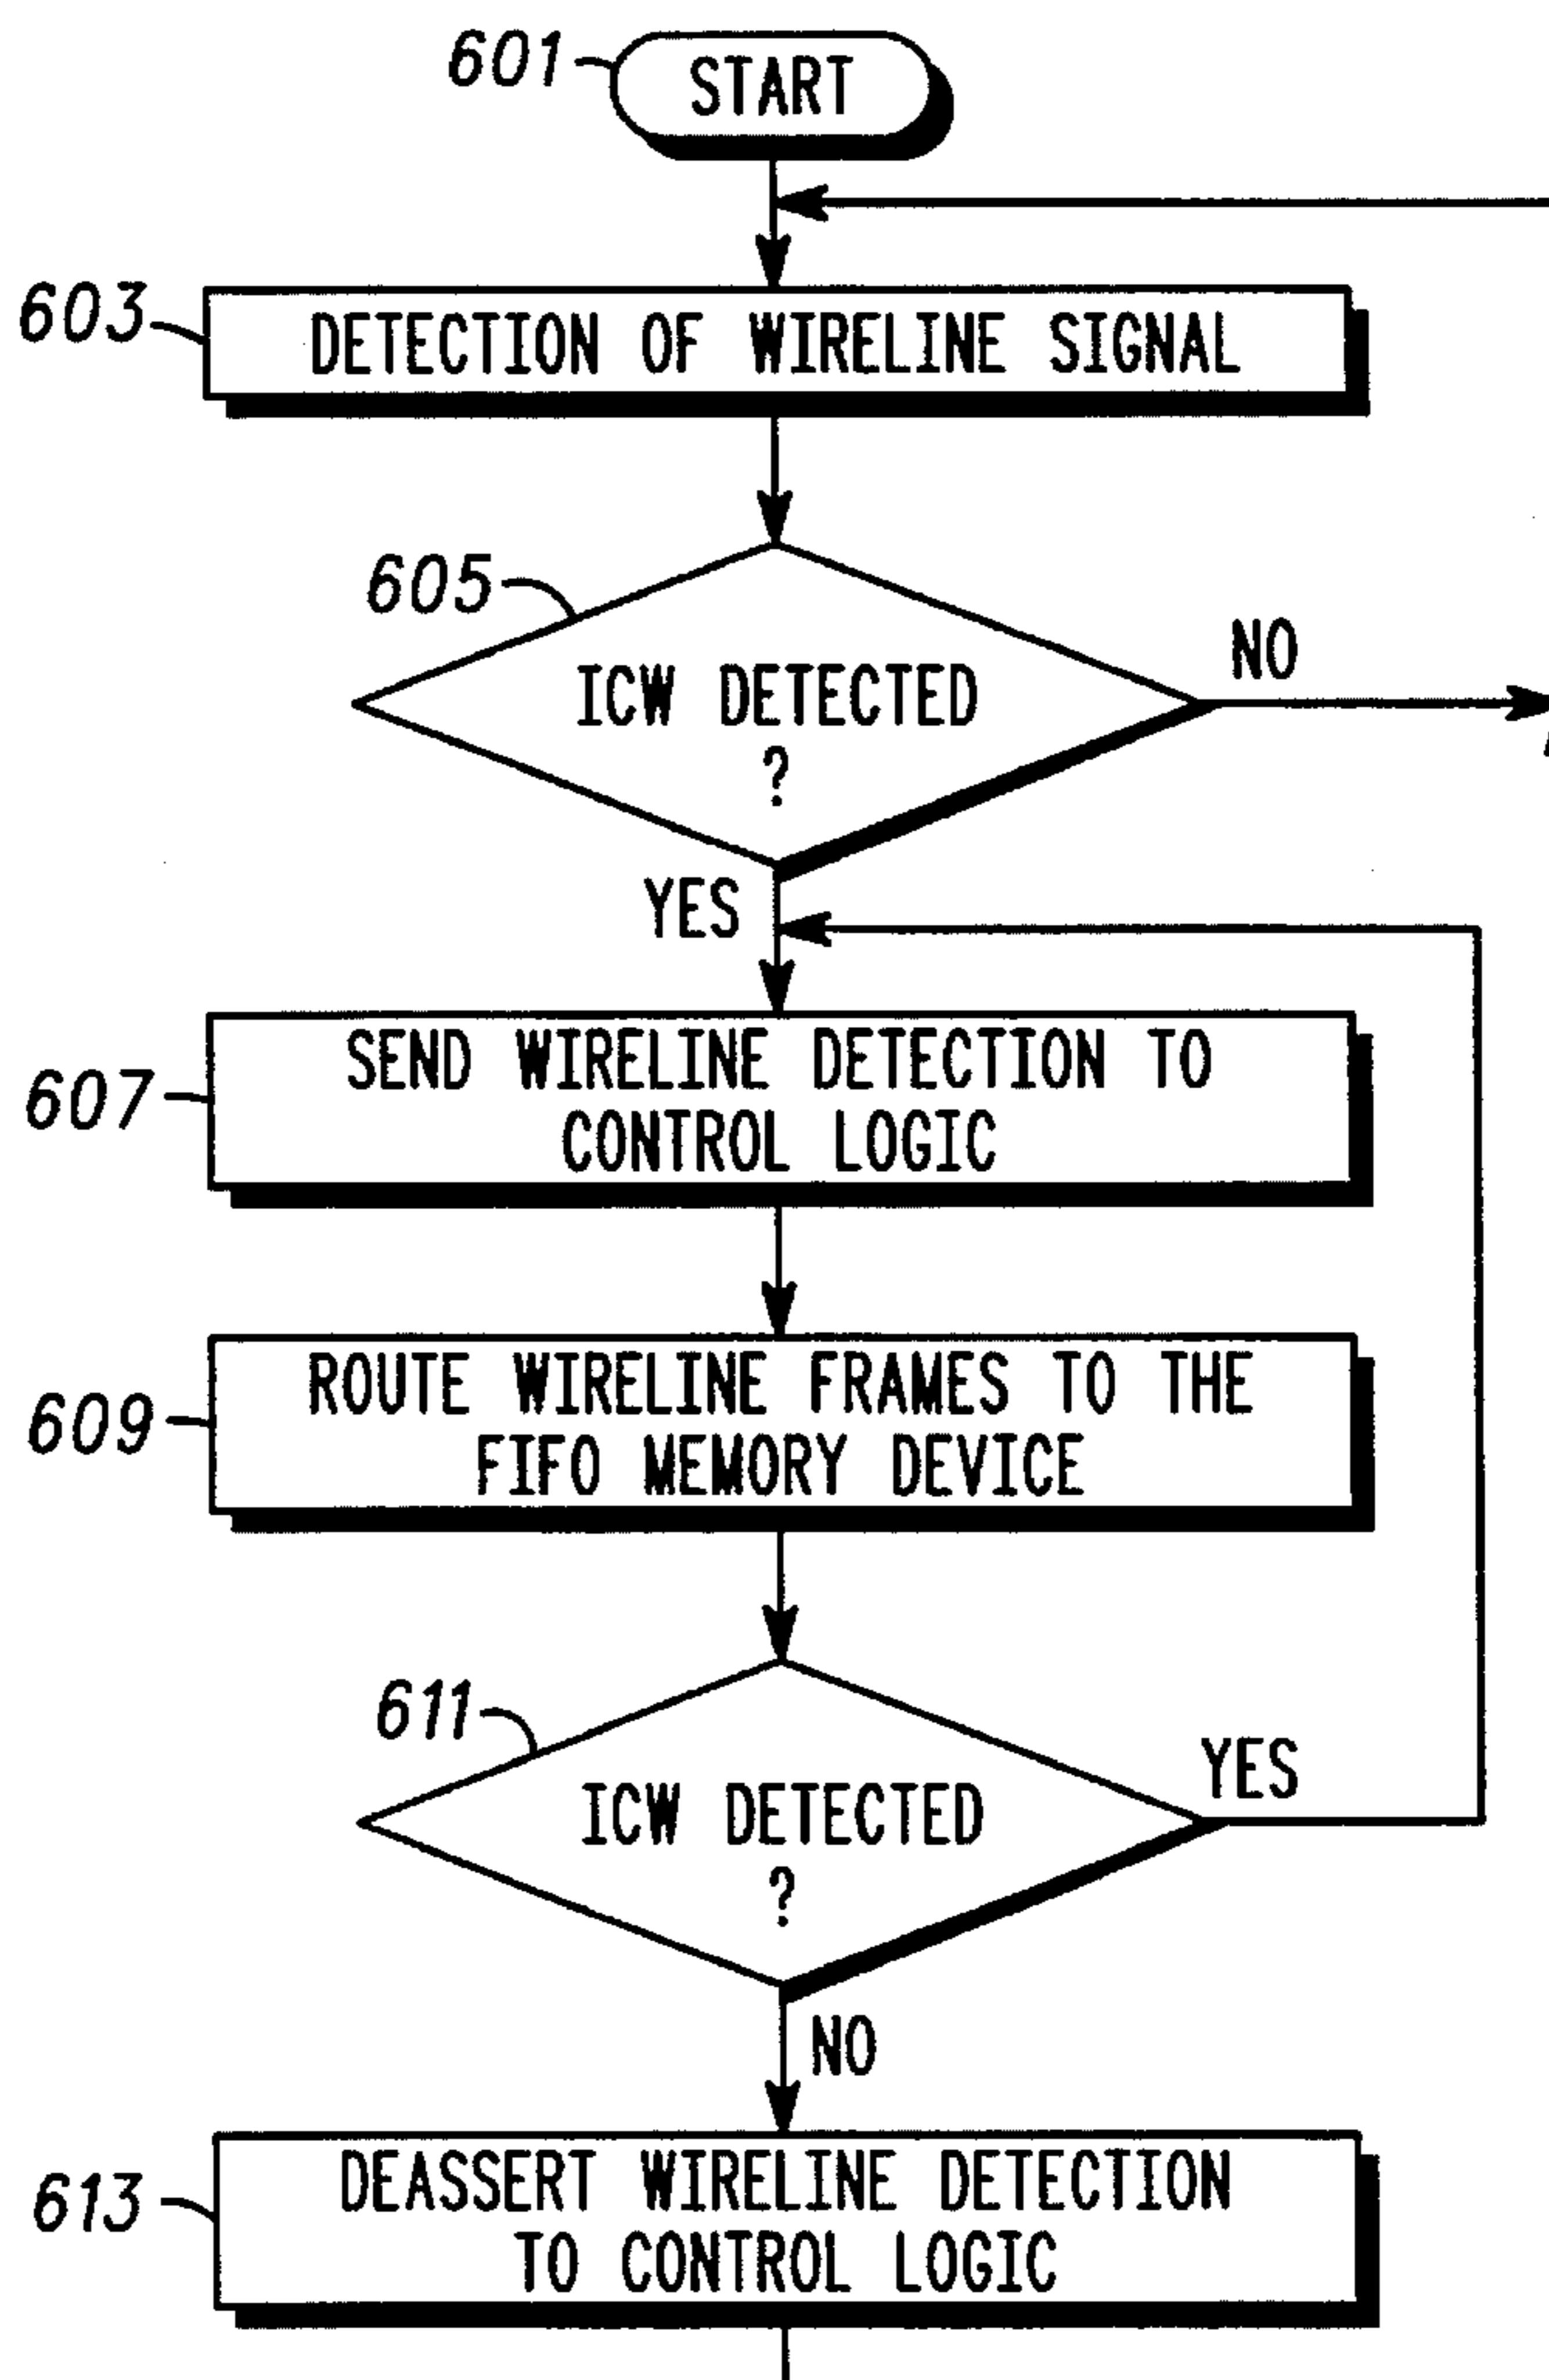 601
START
603
DETECTION OF WIRELINE SIGNAL
605
ICW DETECTED
?
NO
YES
607
SEND WIRELINE DETECTION TO
CONTROL LOGIC
609
ROUTE WIRELINE FRAMES TO THE
FIFO MEMORY DEVICE
611
ICW DETECTED
?
YES
NO
613
DEASSERT WIRELINE DETECTION
TO CONTROL LOGIC